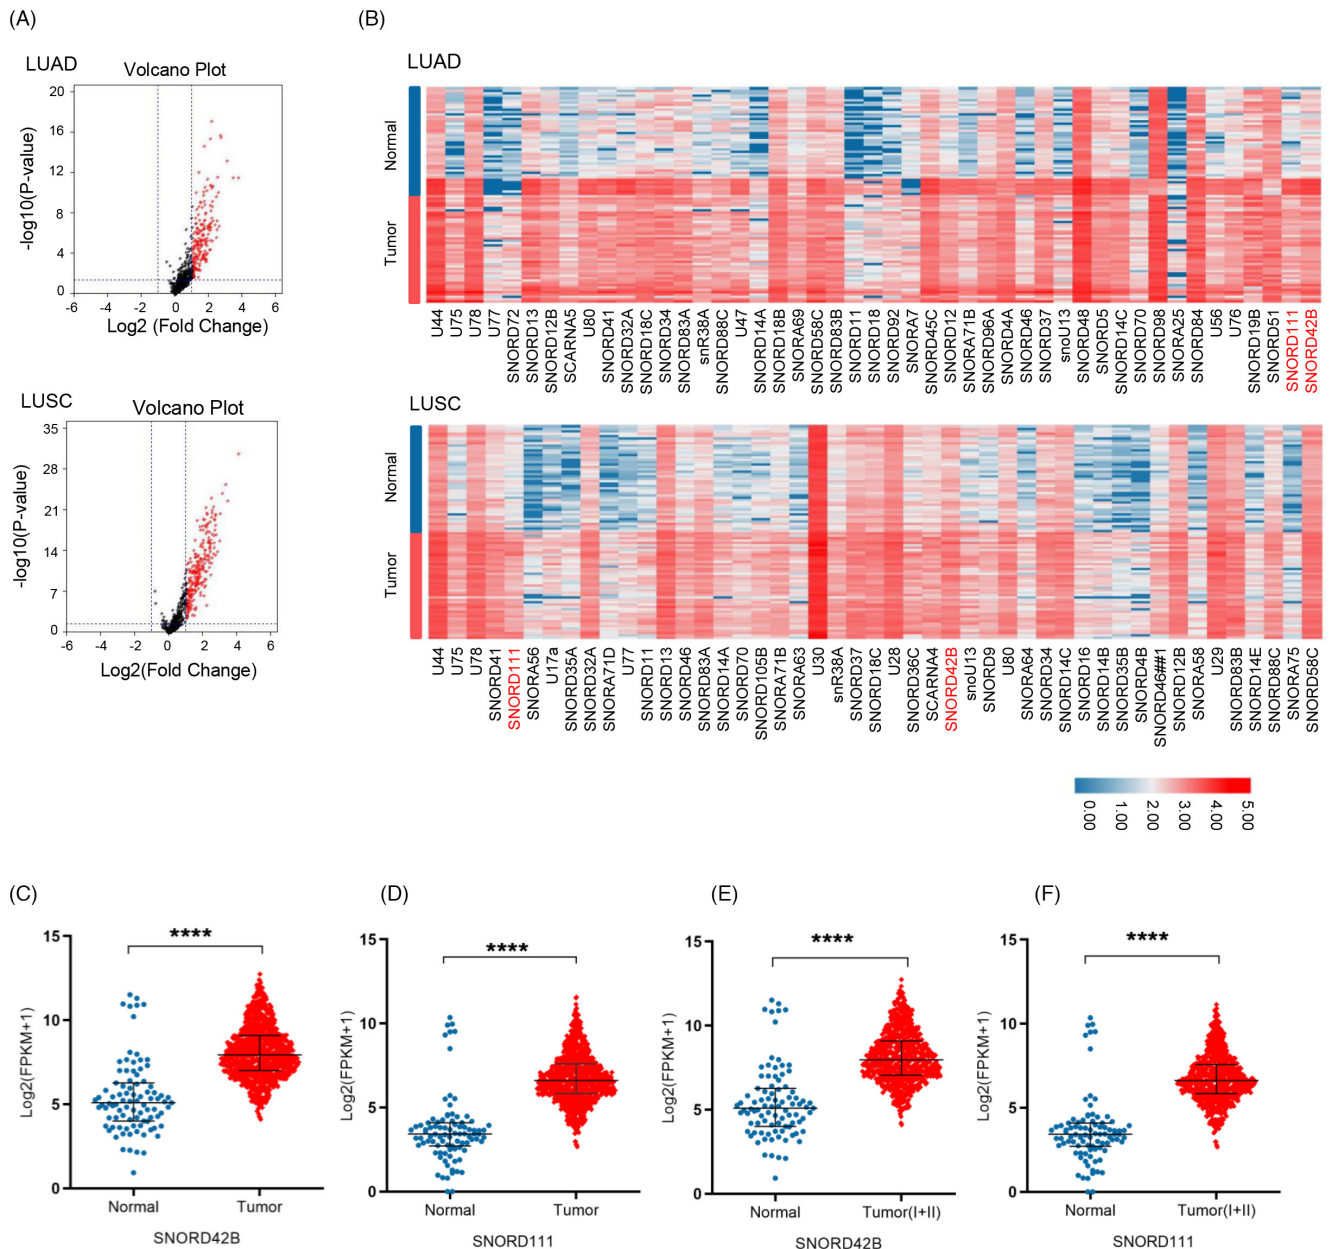 (A)
LUAD
Volcano Plot
-log10(P-value)
20
16
12
8
4
0
-6 -4 -2 0 2 4 6
Log2 (Fold Change)
LUSC
Volcano Plot
-log10(P-value)
35
28
21
14
7
0
-6 -4 -2 0 2 4 6
Log2(Fold Change)
(B)
LUAD
Normal
Tumor
U44
U75
U78
U77
SNORD72
SNORD13
SNORD12B
SCARNA5
U80
SNORD41
SNORD32A
SNORD18C
SNORD34
SNORD83A
snR38A
SNORD88C
U47
SNORD14A
SNORD18B
SNORA69
SNORD58C
SNORD83B
SNORD11
SNORD18
SNORD92
SNORA7
SNORD45C
SNORD12
SNORA71B
SNORD96A
SNORD4A
SNORD46
SNORD37
snoU13
SNORD48
SNORD5
SNORD14C
SNORD70
SNORD98
SNORA25
SNORD84
U56
U76
SNORD19B
SNORD51
SNORD111
SNORD42B
LUSC
Normal
Tumor
U44
U75
U78
SNORD41
SNORD111
SNORA56
U17a
SNORD35A
SNORD32A
SNORA71D
U77
SNORD11
SNORD13
SNORD46
SNORD83A
SNORD14A
SNORD70
SNORD105B
SNORA71B
SNORA63
U30
snR38A
SNORD37
SNORD18C
U28
SNORD36C
SCARNA4
SNORD42B
snoU13
SNORD9
U80
SNORA64
SNORD34
SNORD14C
SNORD16
SNORD14B
SNORD35B
SNORD4B
SNORD46##1
SNORD12B
SNORA58
U29
SNORD83B
SNORD14E
SNORD88C
SNORA75
SNORD58C
0.00
1.00
2.00
3.00
4.00
5.00
(C)
Log2(FPKM+1)
15
10
5
0
****
Normal Tumor
SNORD42B
(D)
Log2(FPKM+1)
15
10
5
0
****
Normal Tumor
SNORD111
(E)
Log2(FPKM+1)
15
10
5
0
****
Normal Tumor(I+II)
SNORD42B
(F)
Log2(FPKM+1)
15
10
5
0
****
Normal Tumor(I+II)
SNORD111